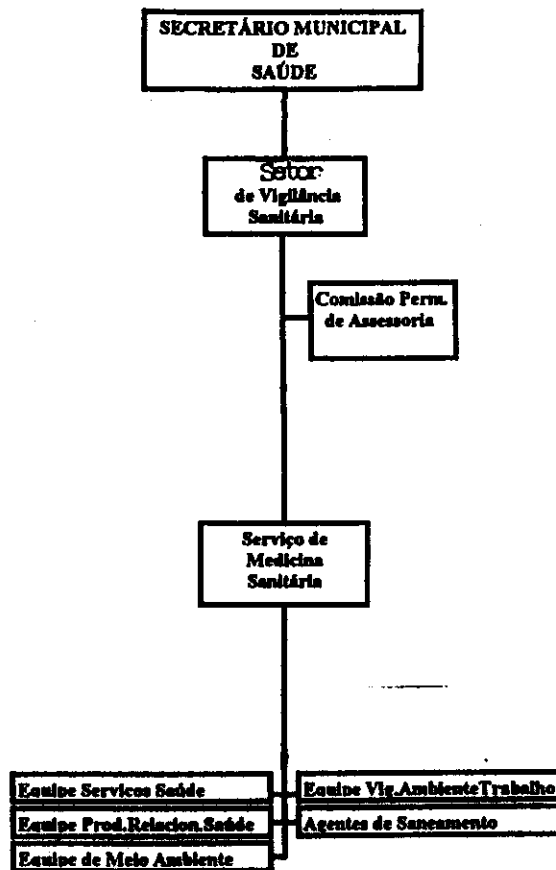 SECRETÁRIO MUNICIPAL
DE
SAÚDE
Setor
de Vigilância
Sanitária
Comissão Perm.
de Assessoria
Serviço de
Medicina
Sanitária
Equipe Servicos Saúde
Equipe Vig.AmbienteTrabalho
Equipe Prod.Relacion.Saúde
Agentes de Saneamento
Equipe de Meio Ambiente